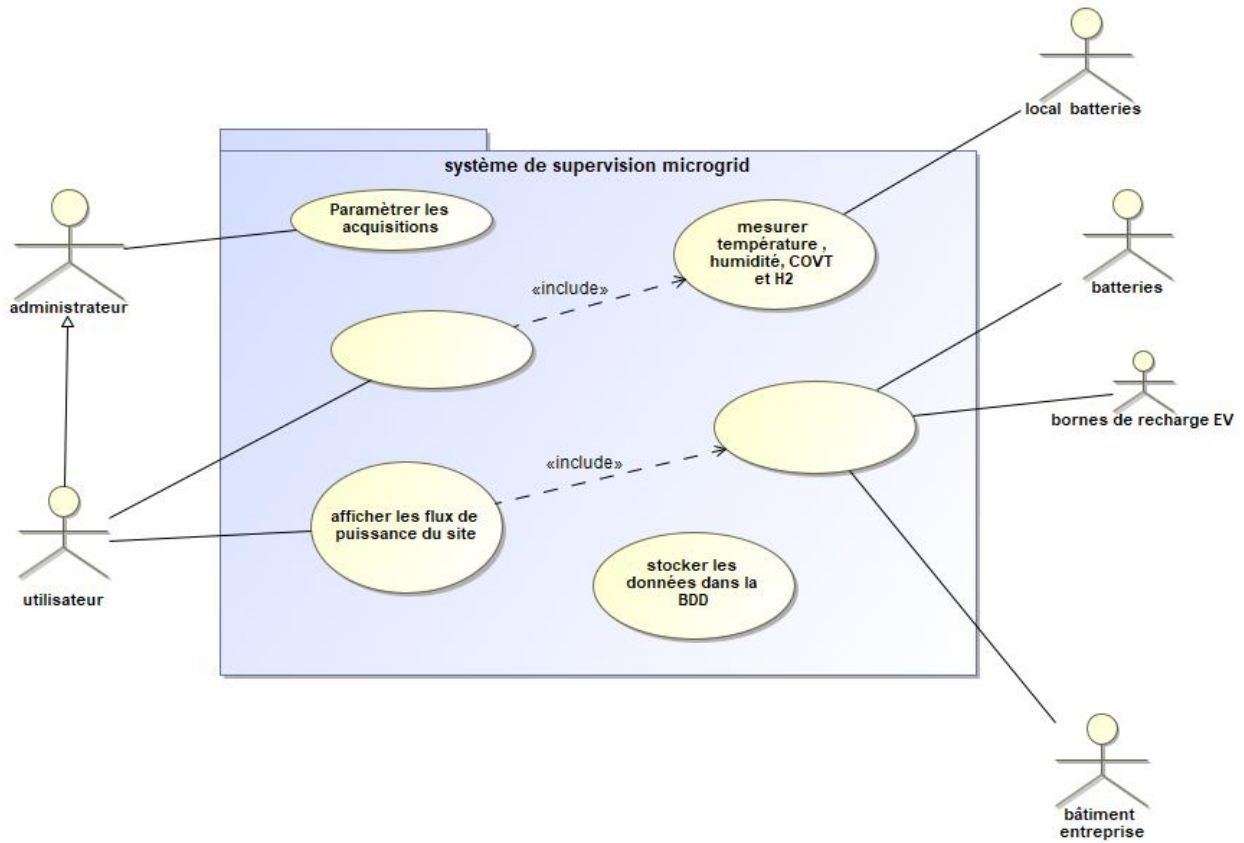 local batteries
système de supervision microgrid
Paramètrer les
acquisitions
mesurer
température ,
humidité, COVT
et H2
administrateur
«include»
batteries
bornes de recharge EV
«include»
afficher les flux de
puissance du site
utilisateur
stocker les
données dans la
BDD
bâtiment
entreprise